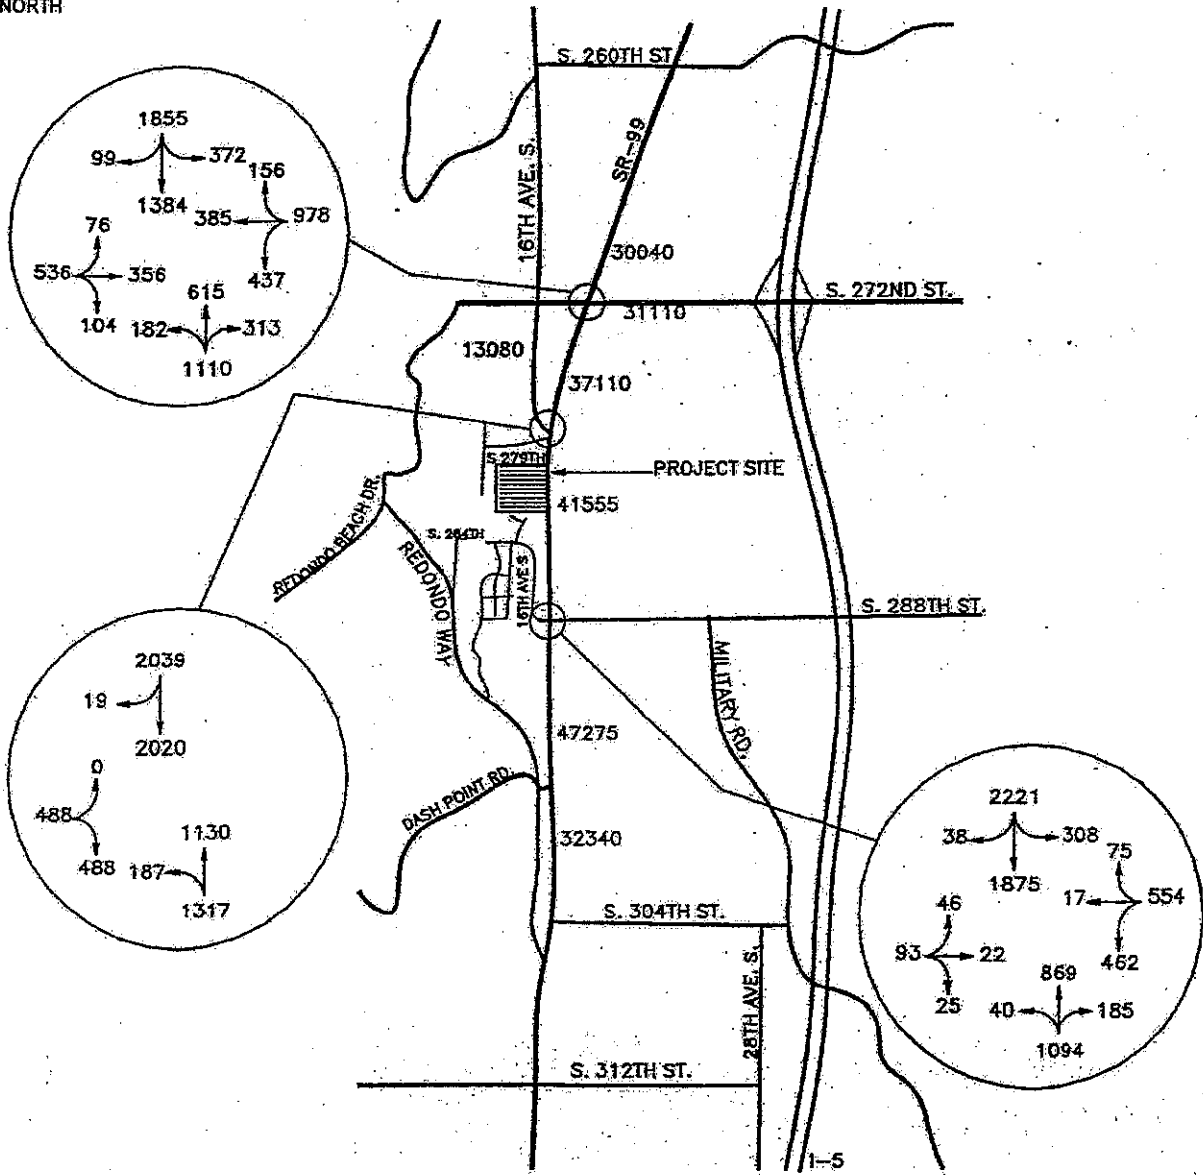 NORTH
S. 260TH ST.
16TH AVE. S.
SR-99
30040
S. 272ND ST.
31110
13080
37110
S. 279TH
PROJECT SITE
41555
REDONDO BEACH DR.
REDONDO WAY
S. 284TH
16TH AVE S.
S. 288TH ST.
MILITARY RD.
47275
DASH POINT RD.
32340
S. 304TH ST.
28TH AVE. S.
S. 312TH ST.
I-5
1855
99 372
1384
156
385 978
437
76
536 356
104
615
182 313
1110
2039
19
2020
0
488
488
1130
187
1317
2221
38 308
1875
75
17 554
462
46
93 22
25
869
40 185
1094